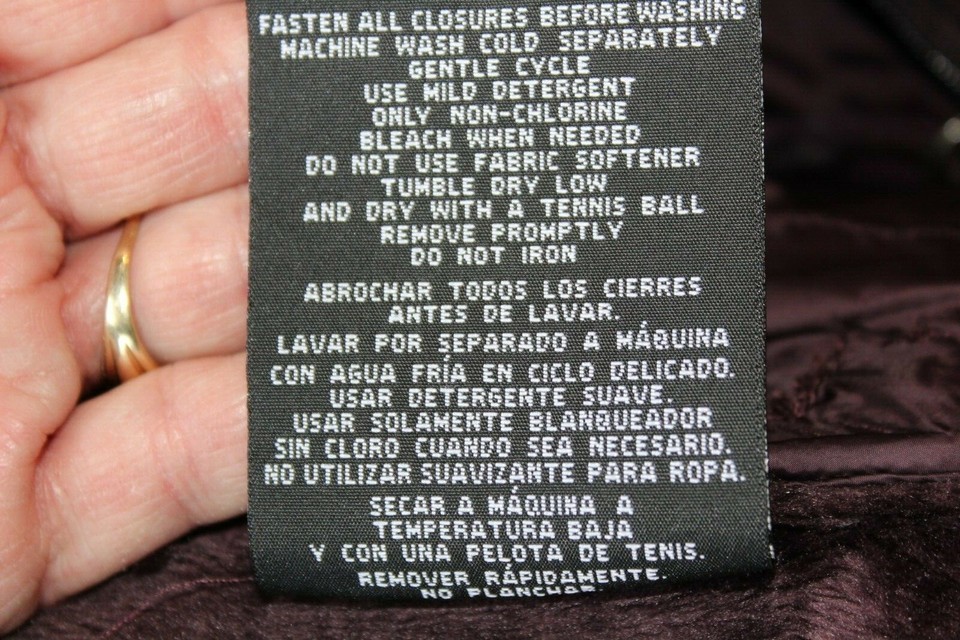 FASTEN ALL CLOSURES BEFORE WASHING
MACHINE WASH COLD SEPARATELY
GENTLE CYCLE
USE MILD DETERGENT
ONLY NON-CHLORINE
BLEACH WHEN NEEDED
DO NOT USE FABRIC SOFTENER
TUMBLE DRY LOW
AND DRY WITH A TENNIS BALL
REMOVE PROMPTLY
DO NOT IRON
ABROCHAR TODOS LOS CIERRES
ANTES DE LAVAR.
LAVAR POR SEPARADO A MÁQUINA
CON AGUA FRÍA EN CICLO DELICADO.
USAR DETERGENTE SUAVE.
USAR SOLAMENTE BLANQUEADOR
SIN CLORO CUANDO SEA NECESARIO.
NO UTILIZAR SUAVIZANTE PARA ROPA.
SECAR A MÁQUINA A
TEMPERATURA BAJA
Y CON UNA PELOTA DE TENIS.
REMOVER RÁPIDAMENTE.
NO PLANCHAR.